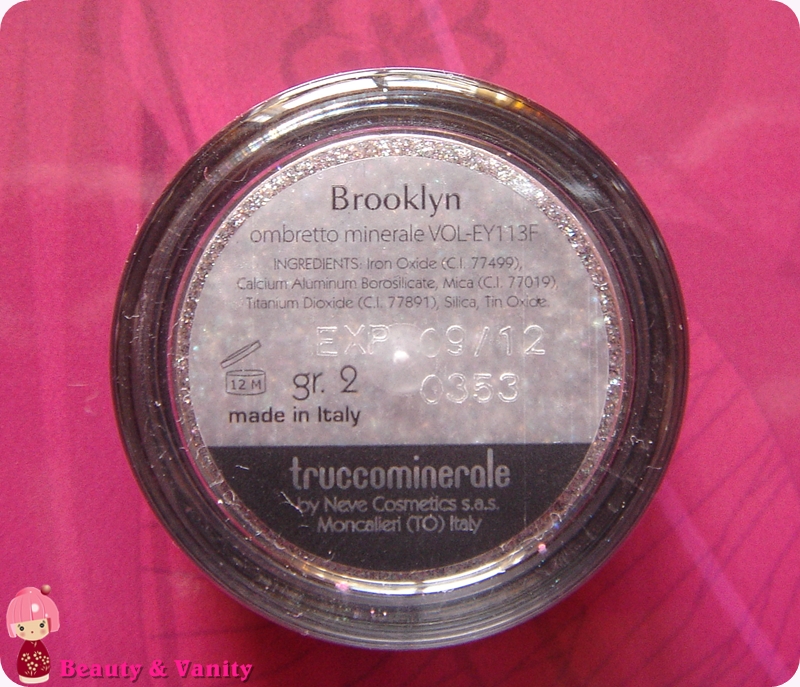 Brooklyn
ombretto minerale VOL-EY113F
INGREDIENTS: Iron Oxide (C.I. 77499),
Calcium Aluminum Borosilicate, Mica (C.I. 77019),
Titanium Dioxide (C.I. 77891), Silica, Tin Oxide.
EXP 09/12
0353
12 M
gr. 2
made in Italy
truccominerale
by Neve Cosmetics s.a.s.
Moncalieri (TO) Italy
Beauty & Vanity